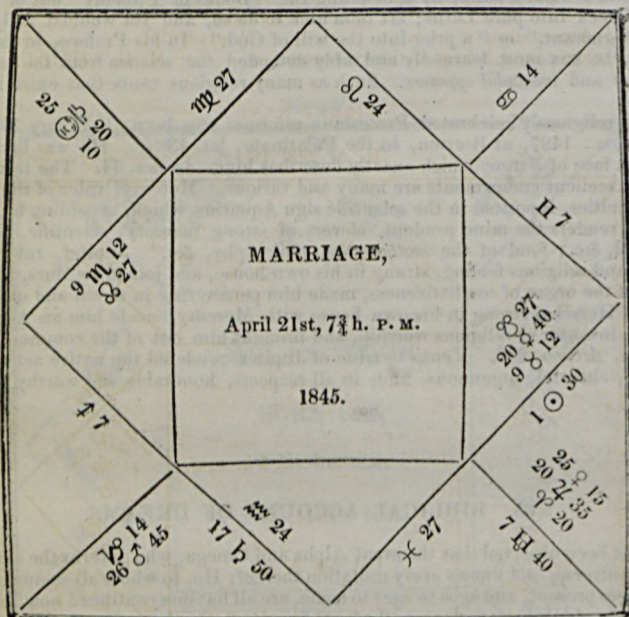 ♍ 27
♌ 24
♋ 14
25 ♎ 20
10
♊ 7
9 ♏ 12
☊ 27
MARRIAGE,
April 21st, 7¾ h. P. M.
1845.
27
20 ☿ 40
9 ♉ 12
1 ☉ 30
♐ 7
♑ 14
26 ♂ 45
♒ 24
17 ♄ 50
♓ 27
25 ♀ 15
20 ♃ 35
♈ 20
7 ♅ 40